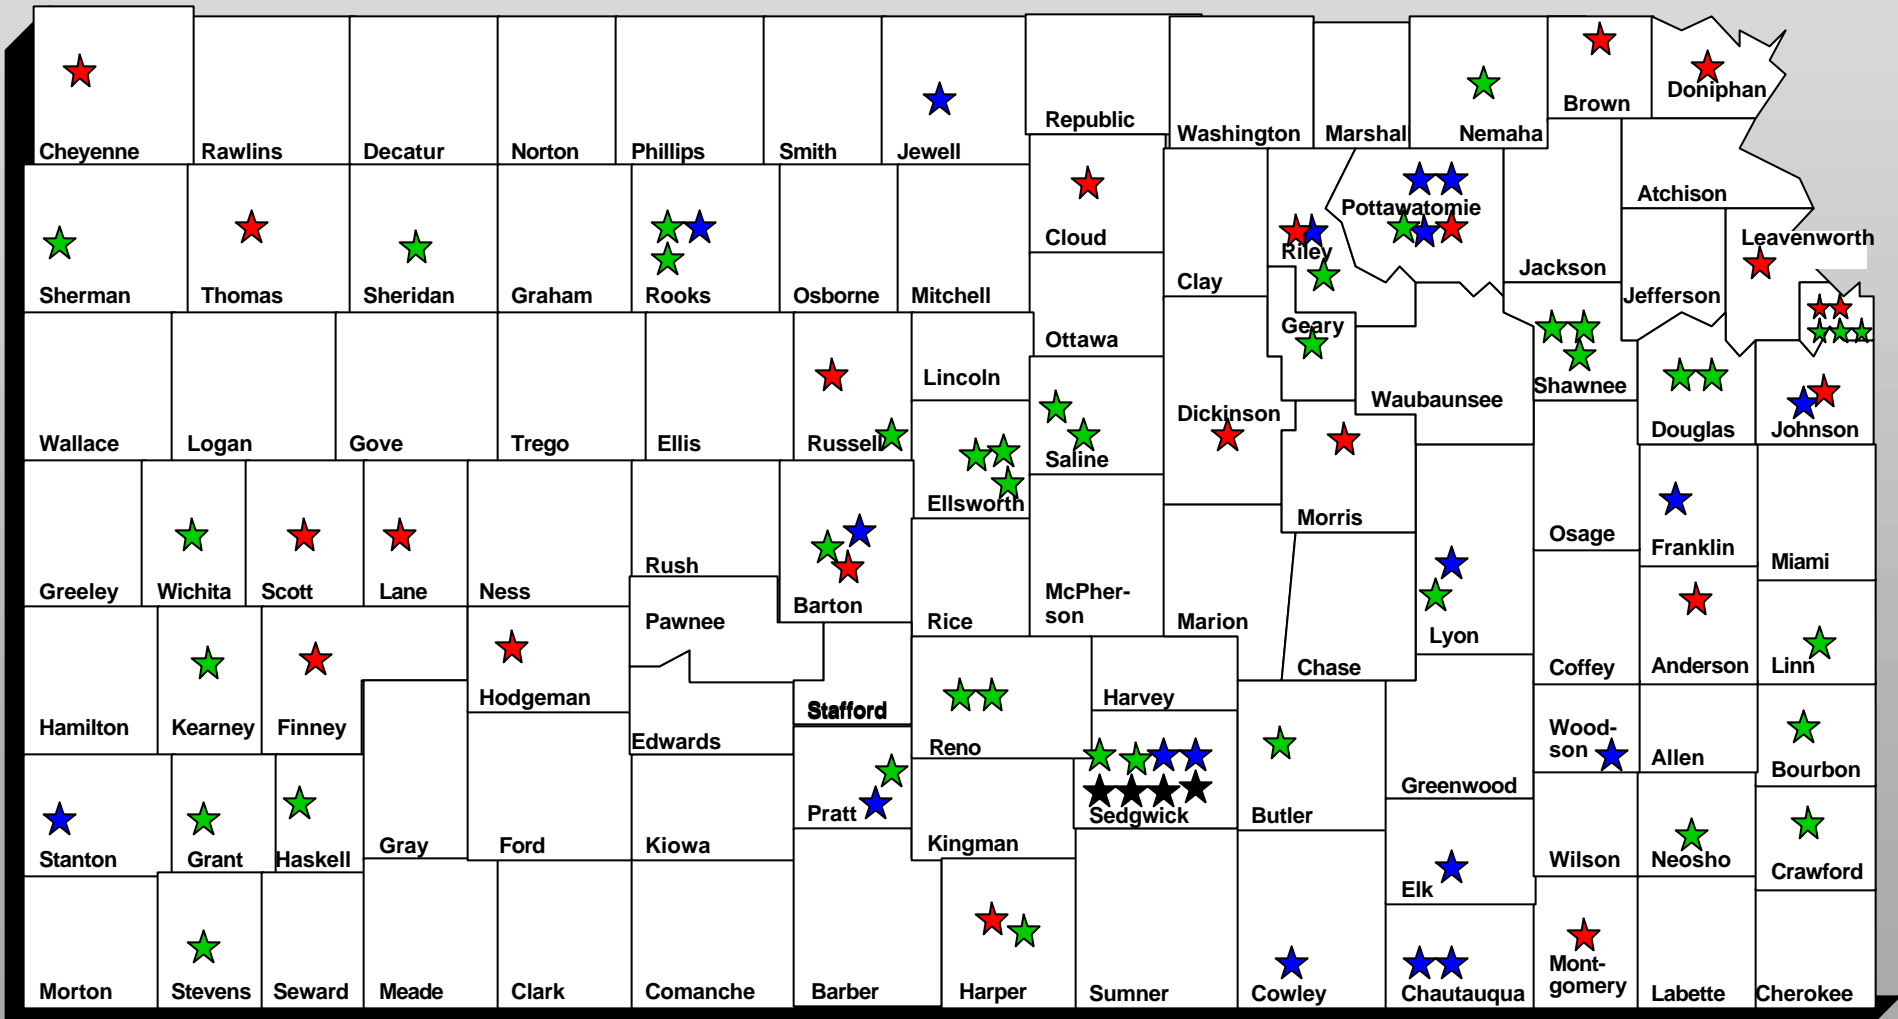 Republic
Washington
Marshal
Nemaha
Brown
Doniphan
Cheyenne
Rawlins
Decatur
Norton
Phillips
Smith
Jewell
Cloud
Pottawatomie
Atchison
Leavenworth
Sherman
Thomas
Sheridan
Graham
Rooks
Osborne
Mitchell
Clay
Riley
Jackson
Jefferson
Ottawa
Geary
Wallace
Logan
Gove
Trego
Ellis
Russell
Lincoln
Saline
Dickinson
Waubaunsee
Shawnee
Douglas
Johnson
Ellsworth
Morris
Osage
Franklin
Miami
Greeley
Wichita
Scott
Lane
Ness
Rush
Barton
Rice
McPher-
son
Marion
Chase
Lyon
Coffey
Anderson
Linn
Pawnee
Hamilton
Kearney
Finney
Hodgeman
Edwards
Stafford
Reno
Harvey
Sedgwick
Butler
Greenwood
Wood-
son
Allen
Bourbon
Stanton
Grant
Haskell
Gray
Ford
Kiowa
Pratt
Kingman
Elk
Wilson
Neosho
Crawford
Morton
Stevens
Seward
Meade
Clark
Comanche
Barber
Harper
Sumner
Cowley
Chautauqua
Mont-
gomery
Labette
Cherokee